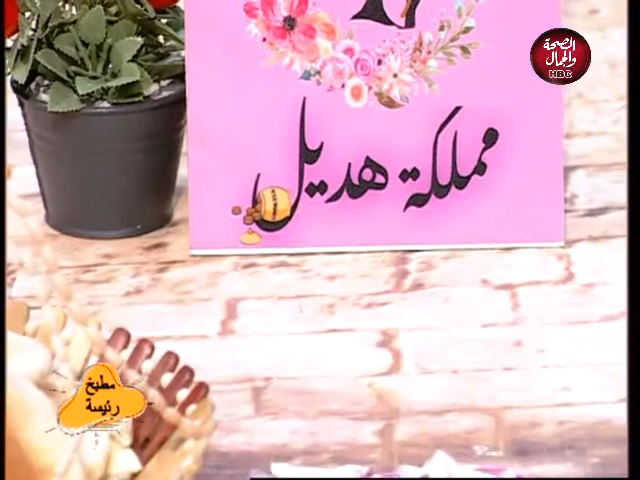 الصحة
والجمال
HBC
مملكة هديل
مطبخ
رئيسة